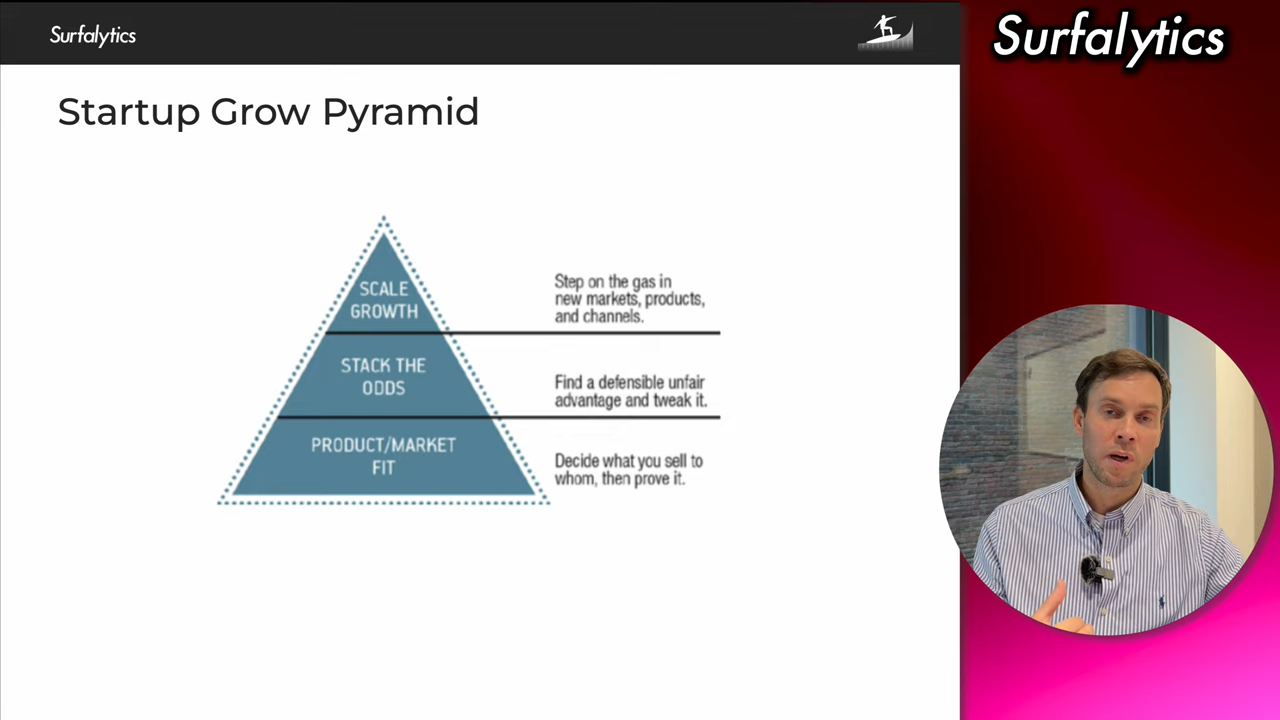 Surfalytics
Surfalytics
Startup Grow Pyramid
SCALE
GROWTH
Step on the gas in
new markets, products,
and channels.
STACK THE
ODDS
Find a defensible unfair
advantage and tweak it.
PRODUCT/MARKET
FIT
Decide what you sell to
whom, then prove it.